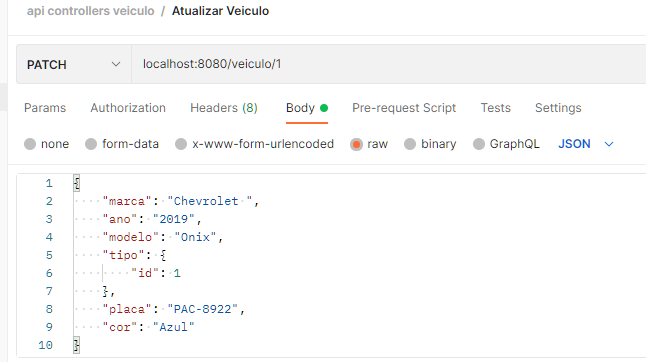 api controllers veiculo / Atualizar Veiculo
PATCH localhost:8080/veiculo/1
Params Authorization Headers (8) Body Pre-request Script Tests Settings
none form-data x-www-form-urlencoded raw binary GraphQL JSON
1 {
2 "marca": "Chevrolet ",
3 "ano": "2019",
4 "modelo": "Onix",
5 "tipo": {
6 "id": 1
7 },
8 "placa": "PAC-8922",
9 "cor": "Azul"
10 }